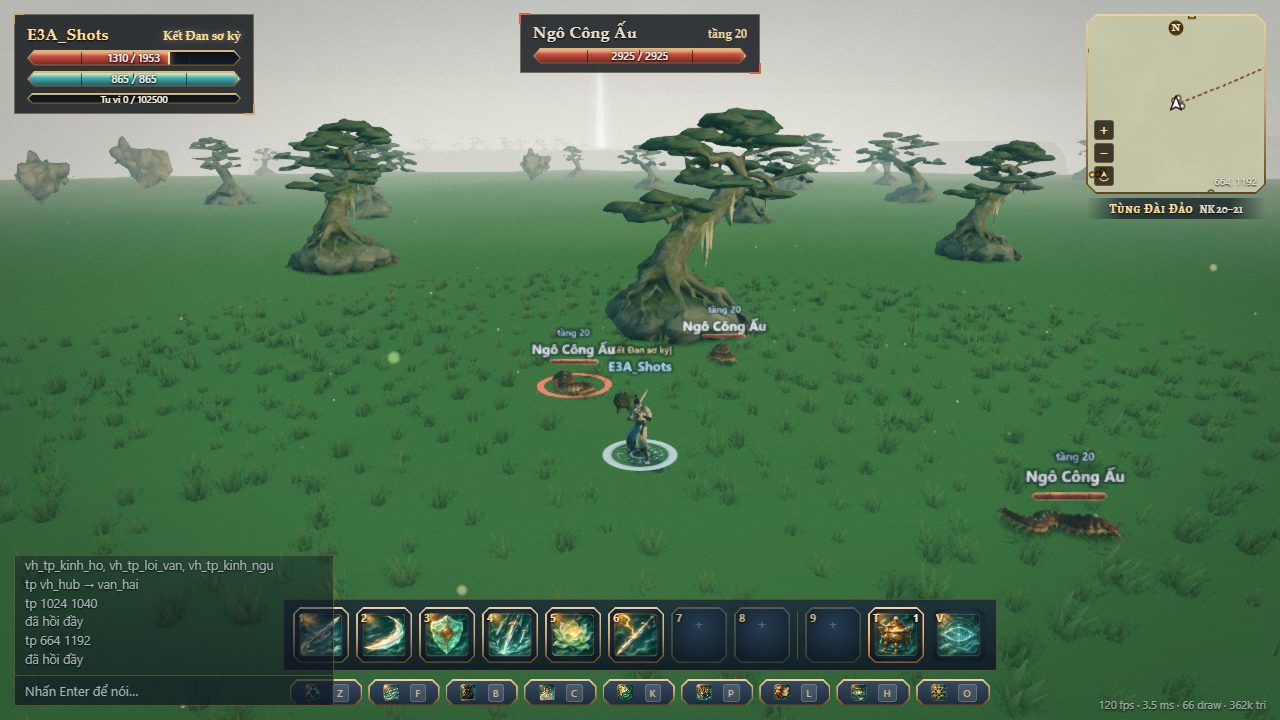 E3A_Shots Kết Đan sơ kỳ
1310 / 1953
865 / 865
Tu vi 0 / 102500
Ngô Công Ấu tầng 20
2925 / 2925
N
+
−
664, 1192
Tùng Đài Đảo NK20-21
tầng 20
Ngô Công Ấu
tầng 20
Ngô Công Ấu
ết Đan sơ kỳ]
E3A_Shots
tầng 20
Ngô Công Ấu
vh_tp_kinh_ho, vh_tp_loi_van, vh_tp_kinh_ngu
tp vh_hub → van_hai
tp 1024 1040
đã hồi đầy
tp 664 1192
đã hồi đầy
Nhấn Enter để nói...
1 2 3 4 5 6 7 + 8 + 9 + T 1 V
Z F B C K P L H O
120 fps · 3.5 ms · 66 draw · 362k tri